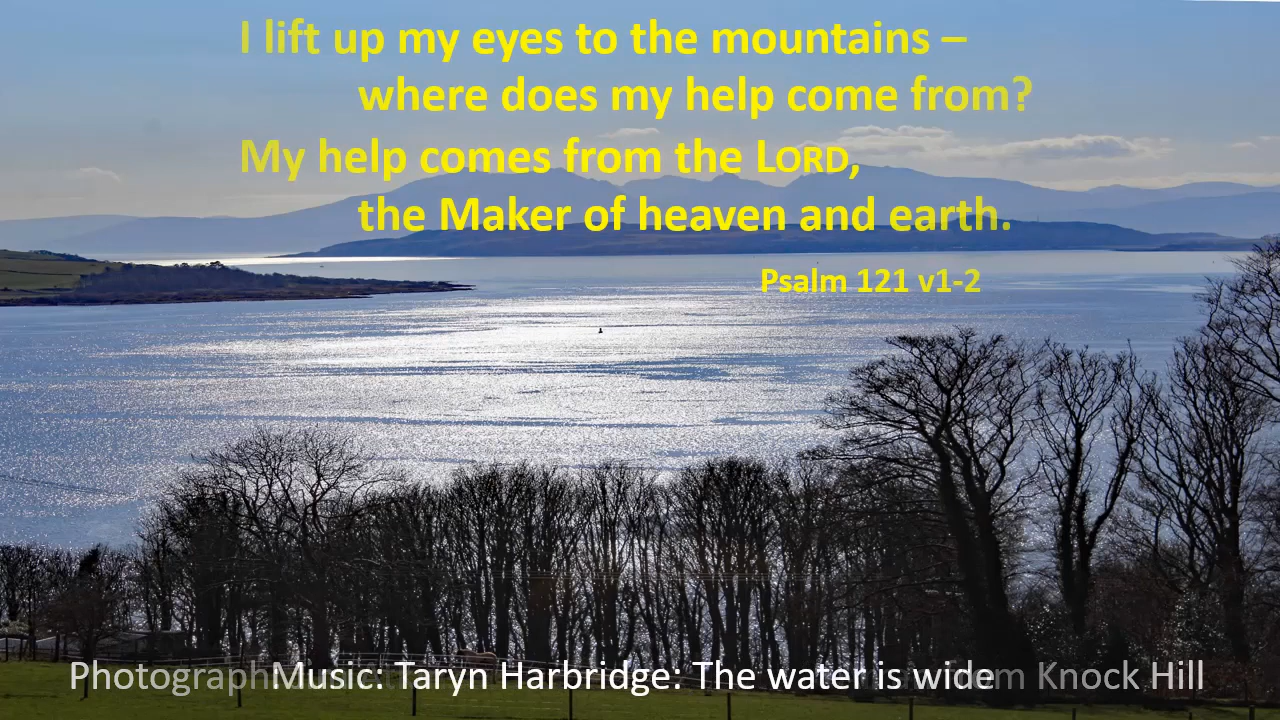 I lift up my eyes to the mountains –
where does my help come from?
My help comes from the LORD,
the Maker of heaven and earth.
Psalm 121 v1-2
Music: Taryn Harbridge: The water is wide
Knock Hill